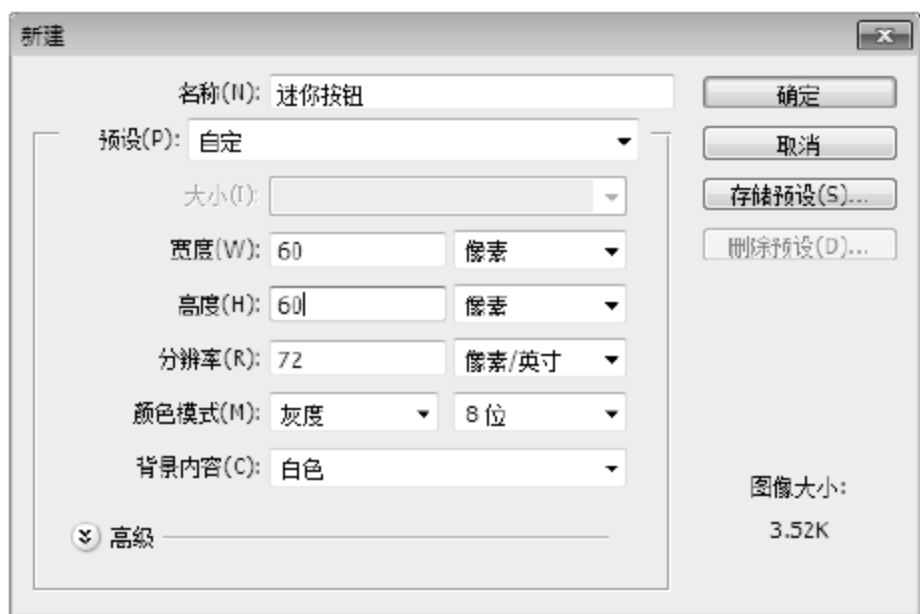 新建
名称(N): 迷你按钮
确定
预设(P): 自定
取消
大小(I):
存储预设(S)...
宽度(W): 60 像素
删除预设(D)...
高度(H): 60 像素
分辨率(R): 72 像素/英寸
颜色模式(M): 灰度 8 位
背景内容(C): 白色
图像大小:
3.52K
高级